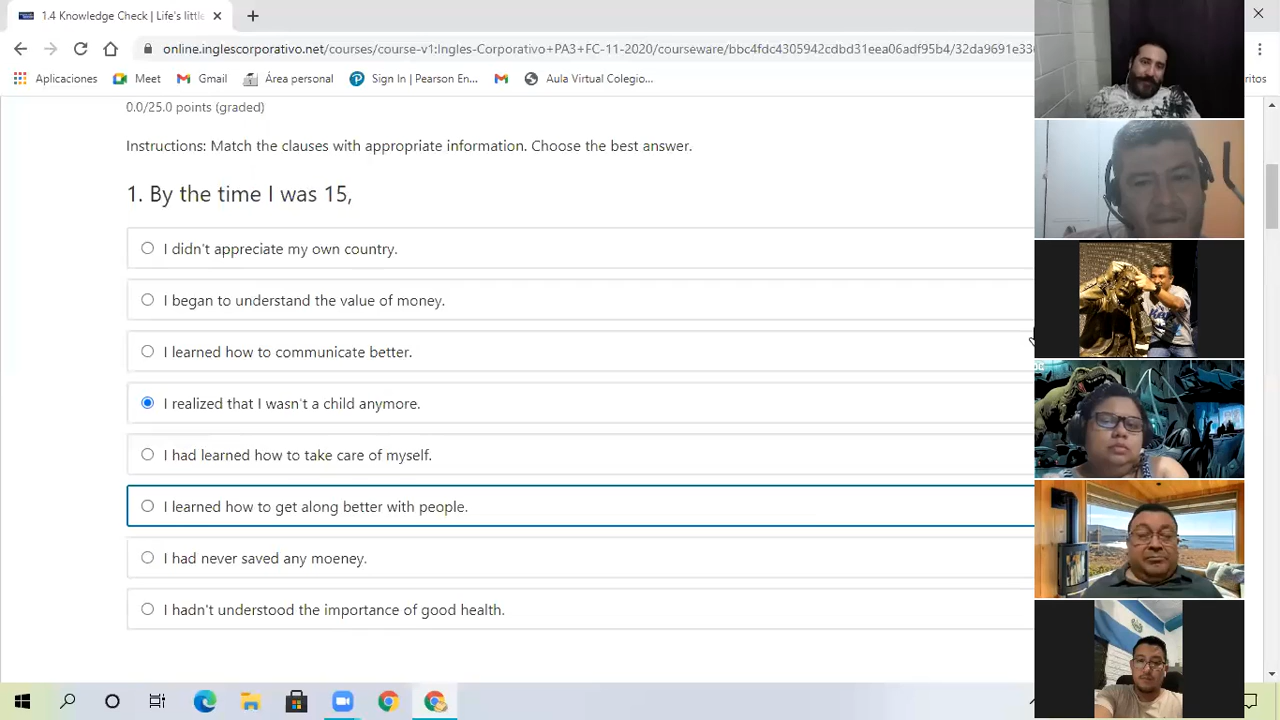 1.4 Knowledge Check | Life's little
online.inglescorporativo.net/courses/course-v1:Ingles-Corporativo+PA3+FC-11-2020/courseware/bbc4fdc4305942cdbd31eea06adf95b4/32da9691e33
Aplicaciones Meet Gmail Área personal Sign In | Pearson En... Aula Virtual Colegio...
0.0/25.0 points (graded)
Instructions: Match the clauses with appropriate information. Choose the best answer.
1. By the time I was 15,
I didn't appreciate my own country.
I began to understand the value of money.
I learned how to communicate better.
I realized that I wasn't a child anymore.
I had learned how to take care of myself.
I learned how to get along better with people.
I had never saved any moeney.
I hadn't understood the importance of good health.